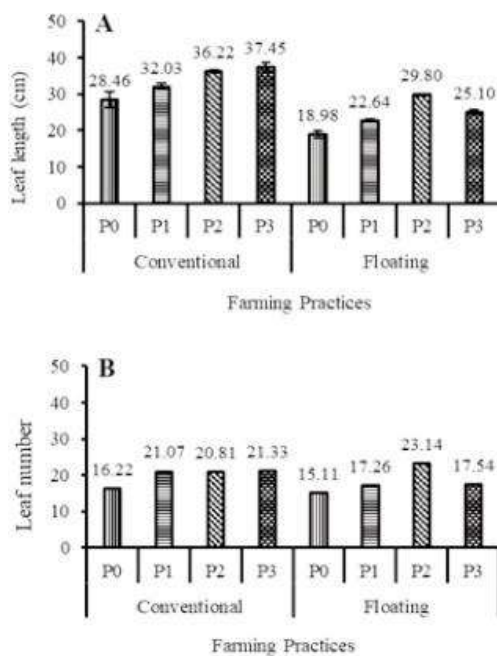 A
Leaf length (cm)
50
40
30
20
10
0
28.46 32.03 36.22 37.45 18.98 22.64 29.80 25.10
P0 P1 P2 P3 P0 P1 P2 P3
Conventional Floating
Farming Practices
B
Leaf number
50
40
30
20
10
0
16.22 21.07 20.81 21.33 15.11 17.26 23.14 17.54
P0 P1 P2 P3 P0 P1 P2 P3
Conventional Floating
Farming Practices